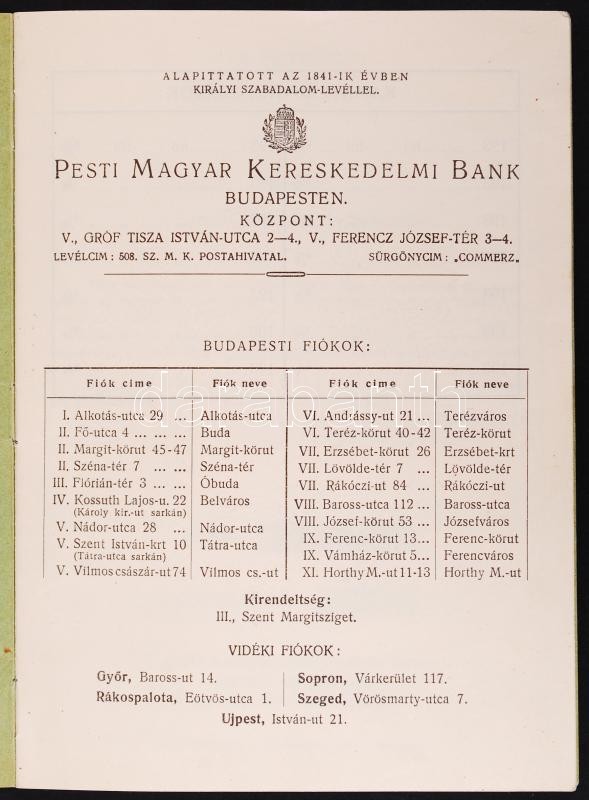 ALAPITTATOTT AZ 1841-IK ÉVBEN
KIRÁLYI SZABADALOM-LEVÉLLEL.
PESTI MAGYAR KERESKEDELMI BANK
BUDAPESTEN.
KÖZPONT:
V., GRÓF TISZA ISTVÁN-UTCA 2—4., V., FERENCZ JÓZSEF-TÉR 3—4.
LEVÉLCIM: 508. SZ. M. K. POSTAHIVATAL. SÜRGÖNYCIM: „COMMERZ„
BUDAPESTI FIÓKOK:
Fiók cime Fiók neve Fiók cime Fiók neve
I. Alkotás-utca 29 ... Alkotás-utca VI. Andrássy-ut 21 ... Terézváros
II. Fő-utca 4 ... ... ... Buda VI. Teréz-körut 40-42 Teréz-körut
II. Margit-körut 45-47 Margit-körut VII. Erzsébet-körut 26 Erzsébet-krt
II. Széna-tér 7 ... ... Széna-tér VII. Lövölde-tér 7 ... Lövölde-tér
III. Flórián-tér 3 ... ... Óbuda VII. Rákóczi-ut 84 ... Rákóczi-ut
IV. Kossuth Lajos-u. 22 Belváros VIII. Baross-utca 112 ... Baross-utca
(Károly kir.-ut sarkán)
V. Nádor-utca 28 ... Nádor-utca VIII. József-körut 53 ... Józsefváros
V. Szent István-krt 10 Tátra-utca IX. Ferenc-körut 13... Ferenc-körut
(Tátra-utca sarkán) IX. Vámház-körut 5... Ferencváros
V. Vilmos császár-ut 74 Vilmos cs.-ut XI. Horthy M.-ut 11-13 Horthy M.-ut
Kirendeltség:
III., Szent Margitsziget.
VIDÉKI FIÓKOK:
Győr, Baross-ut 14. Sopron, Várkerület 117.
Rákospalota, Eötvös-utca 1. Szeged, Vörösmarty-utca 7.
Ujpest, István-ut 21.
darabanth